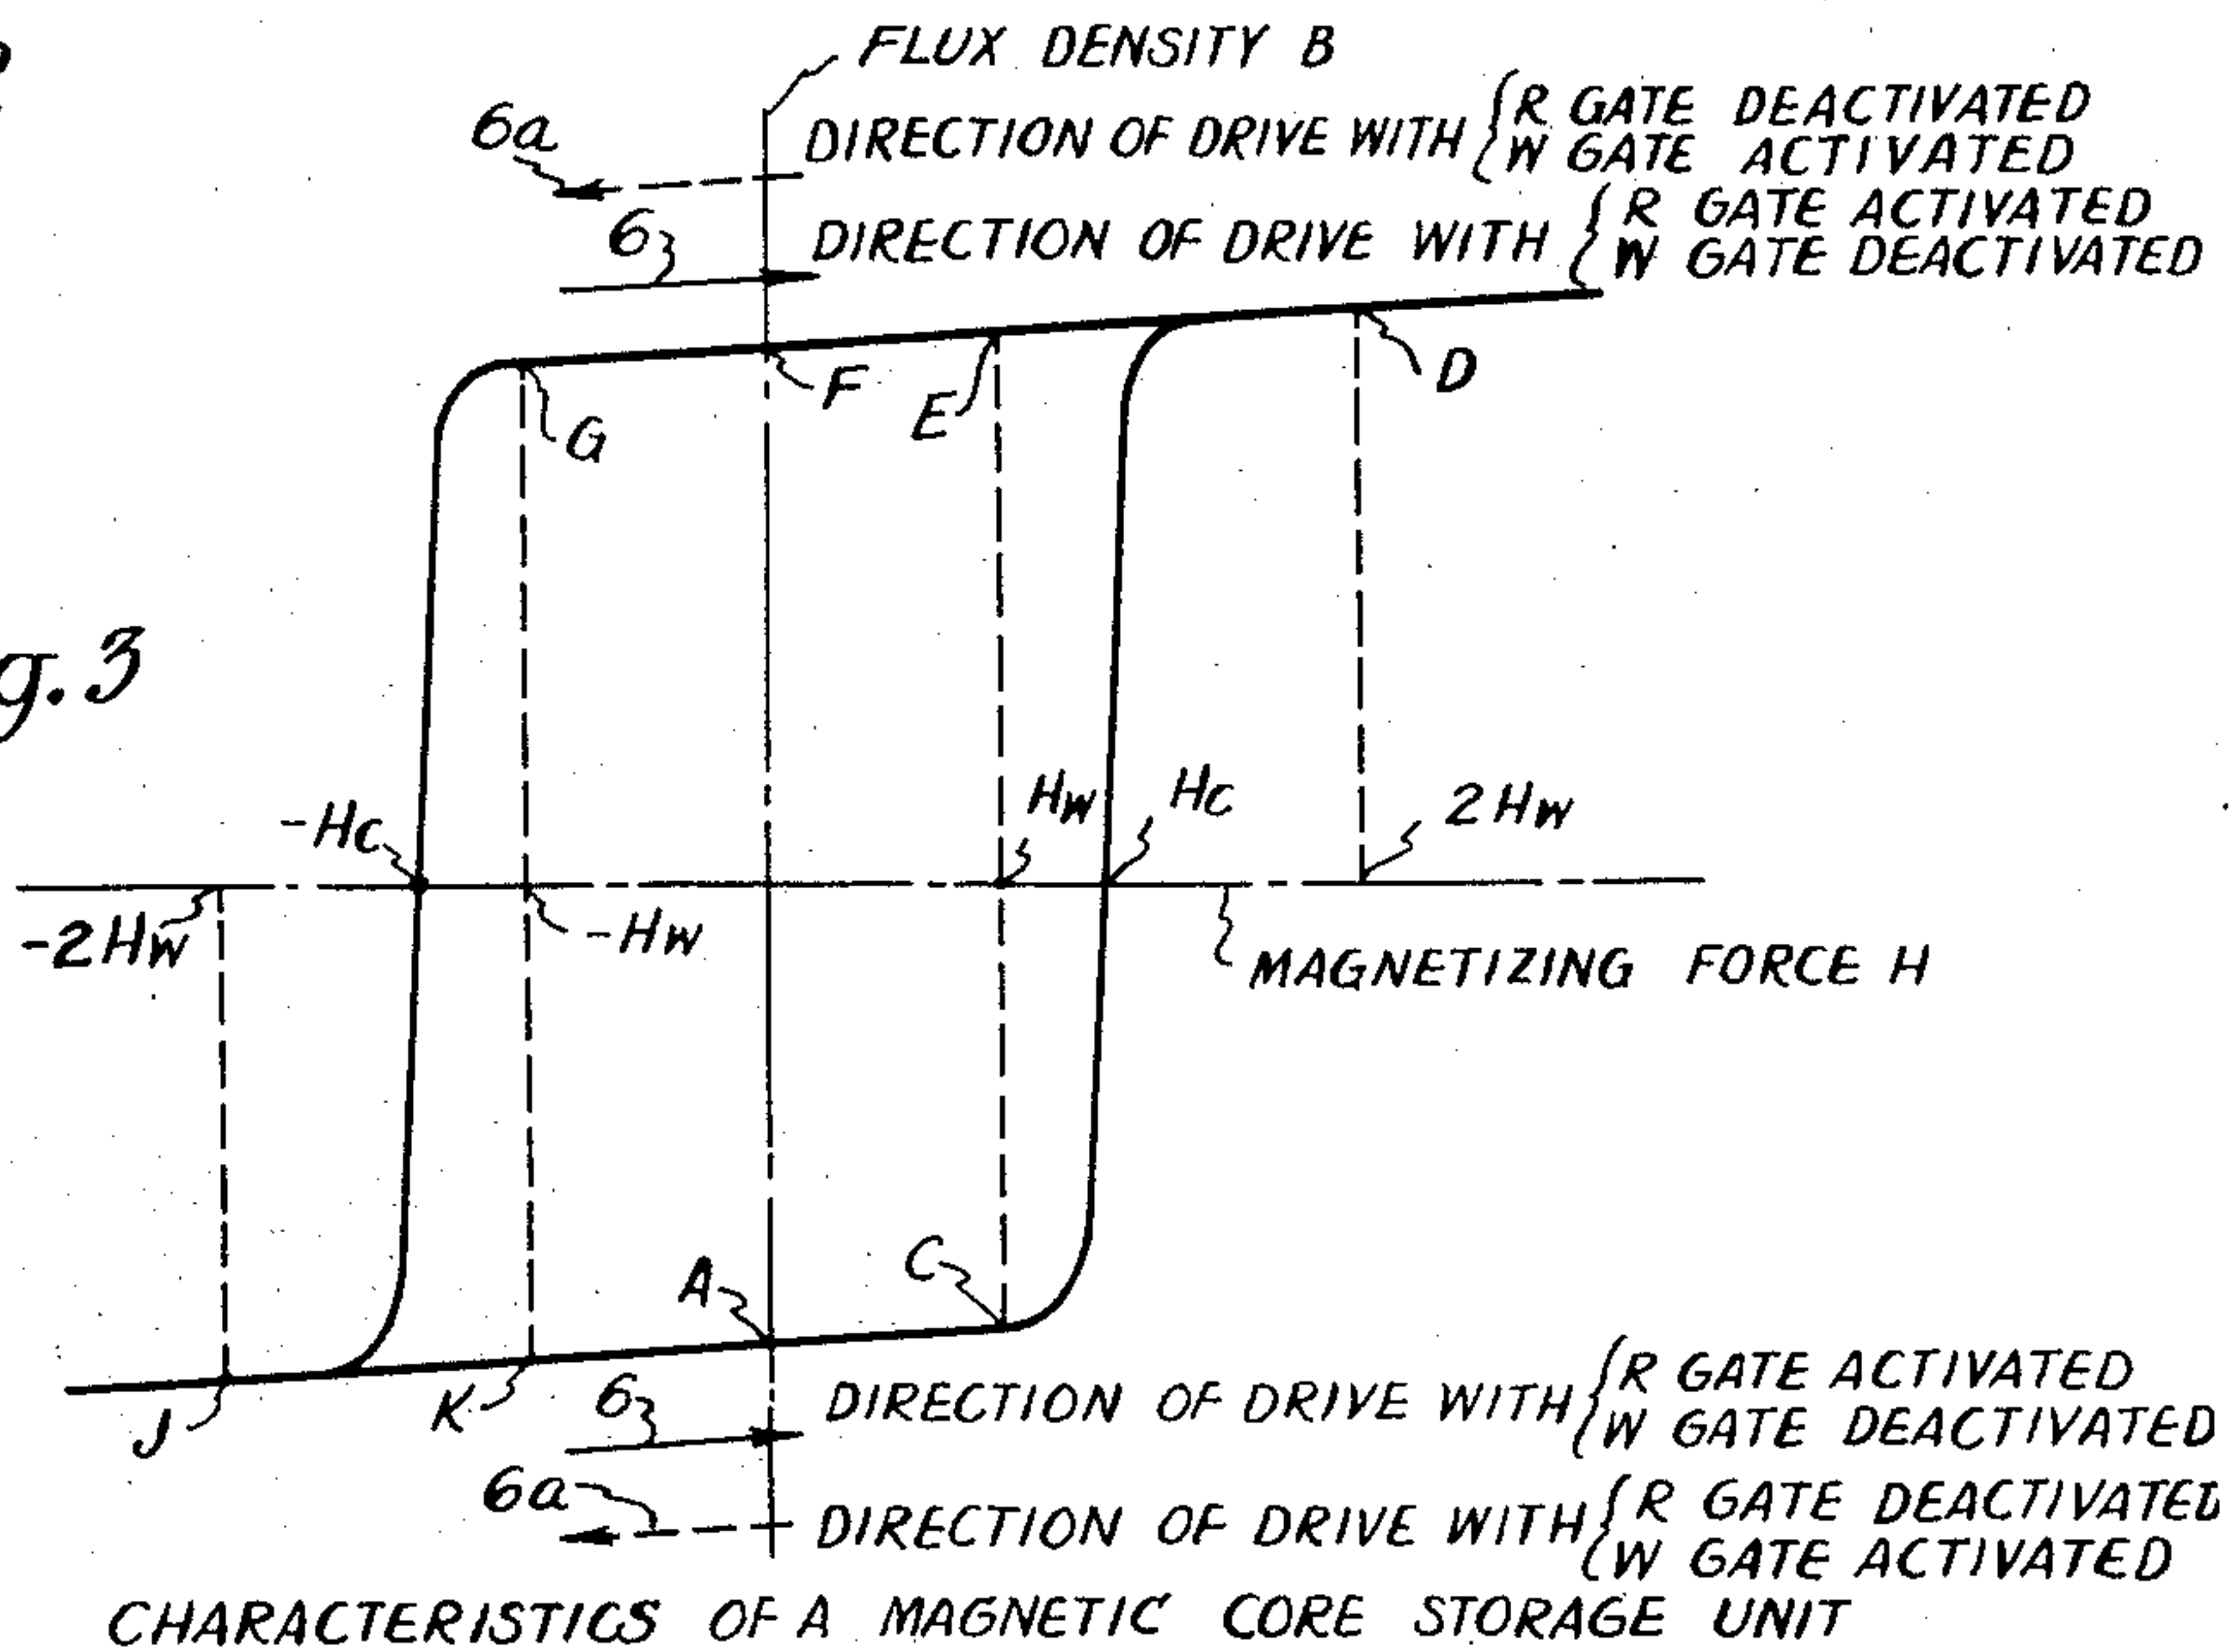 FLUX DENSITY B
6a
DIRECTION OF DRIVE WITH { R GATE DEACTIVATED
W GATE ACTIVATED
6
DIRECTION OF DRIVE WITH { R GATE ACTIVATED
W GATE DEACTIVATED
D
F
E
G
g. 3
-Hc
Hw
Hc
2Hw
-2Hw
-Hw
MAGNETIZING FORCE H
A
C
J
K
6
DIRECTION OF DRIVE WITH { R GATE ACTIVATED
W GATE DEACTIVATED
6a
DIRECTION OF DRIVE WITH { R GATE DEACTIVATED
W GATE ACTIVATED
CHARACTERISTICS OF A MAGNETIC CORE STORAGE UNIT